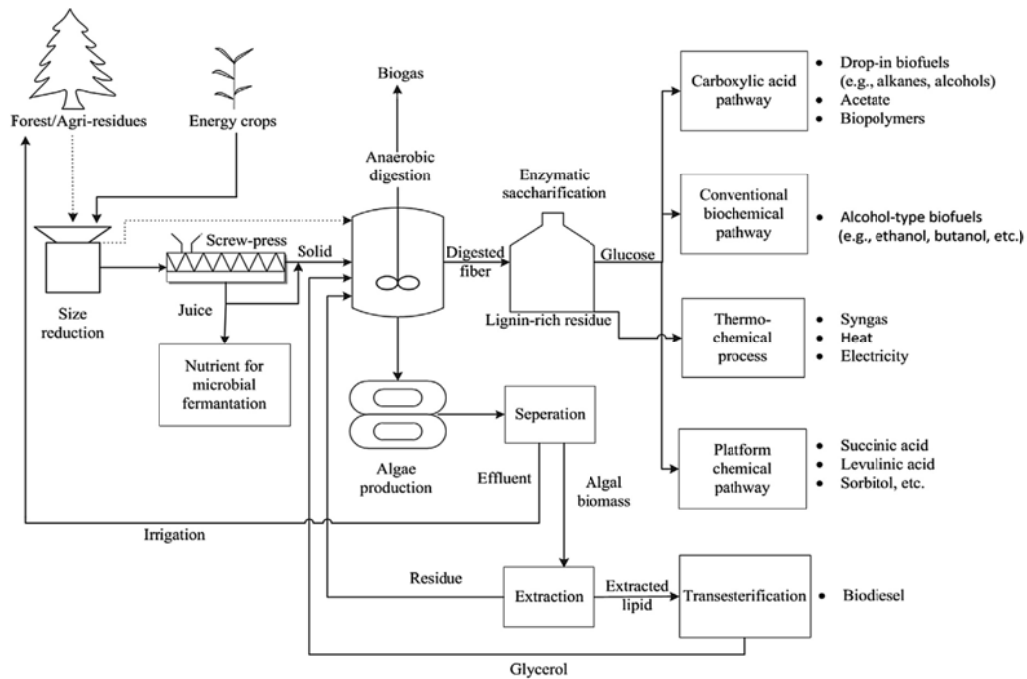 Forest/Agri-residues
Energy crops
Biogas
Anaerobic
digestion
Enzymatic
saccharification
Carboxylic acid
pathway
• Drop-in biofuels
(e.g., alkanes, alcohols)
• Acetate
• Biopolymers
Conventional
biochemical
pathway
• Alcohol-type biofuels
(e.g., ethanol, butanol, etc.)
Size
reduction
Screw-press
Solid
Juice
Nutrient for
microbial
fermantation
Digested
fiber
Glucose
Lignin-rich residue
Thermo-
chemical
process
• Syngas
• Heat
• Electricity
Algae
production
Seperation
Effluent
Algal
biomass
Platform
chemical
pathway
• Succinic acid
• Levulinic acid
• Sorbitol, etc.
Irrigation
Residue
Extraction
Extracted
lipid
Transesterification
• Biodiesel
Glycerol